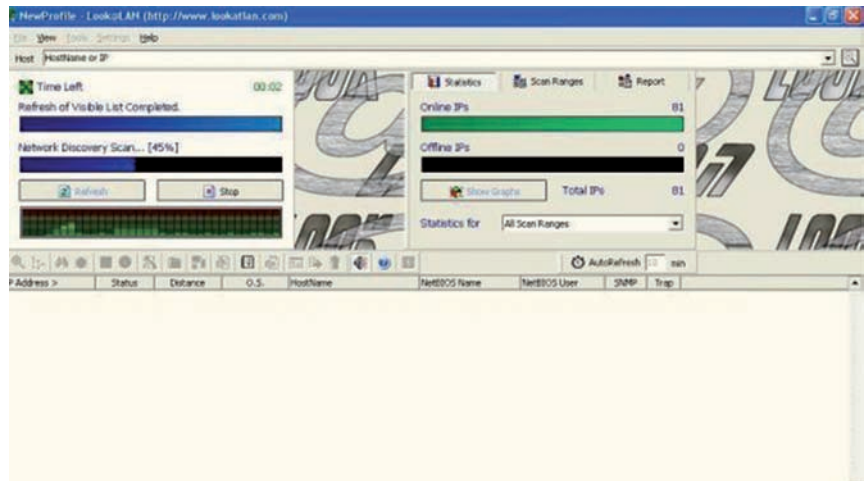 NewProfile - LookatLAN (http://www.lookatlan.com)
File View Tools Settings Help
Host HostName or IP
Time Left 00:02
Refresh of Visible List Completed.
Network Discovery Scan... [45%]
Refresh Stop
Statistics Scan Ranges Report
Online IPs 81
Offline IPs 0
Show Graphs Total IPs 81
Statistics for All Scan Ranges
AutoRefresh min
P Address > Status Distance O.S. HostName NetBIOS Name NetBIOS User SNMP Trap